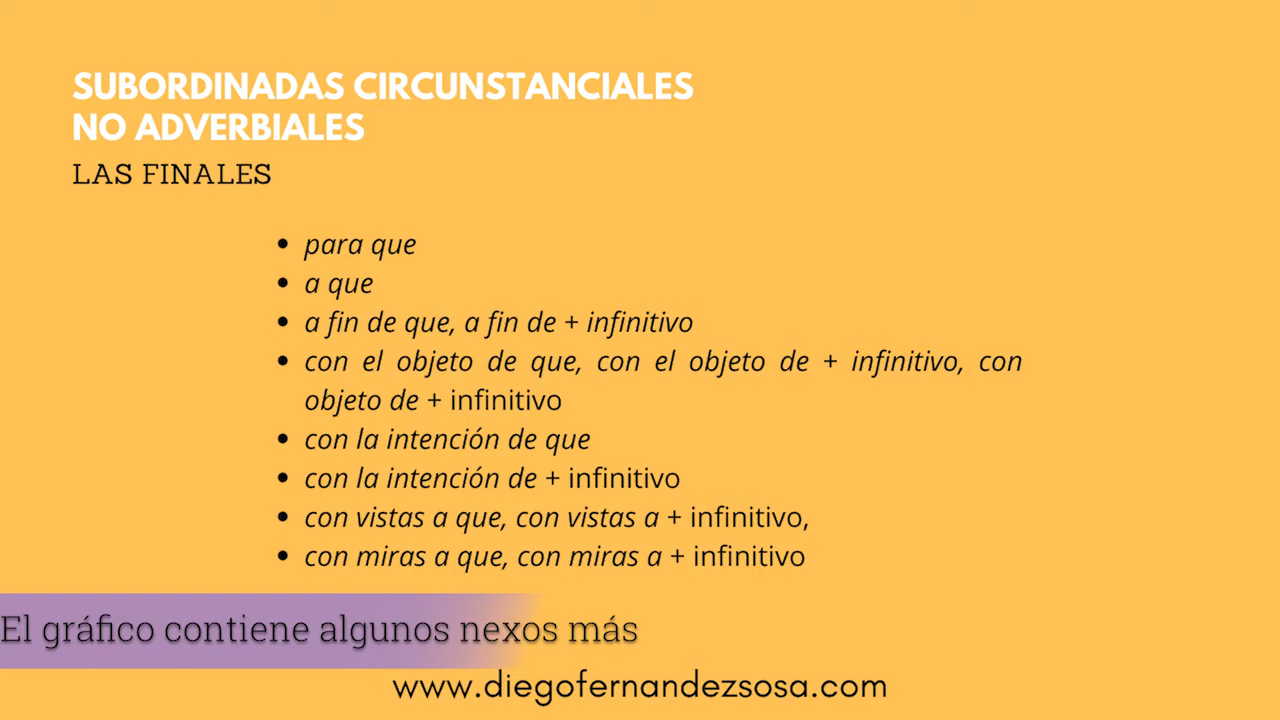 SUBORDINADAS CIRCUNSTANCIALES
NO ADVERBIALES
LAS FINALES
• para que
• a que
• a fin de que, a fin de + infinitivo
• con el objeto de que, con el objeto de + infinitivo, con
objeto de + infinitivo
• con la intención de que
• con la intención de + infinitivo
• con vistas a que, con vistas a + infinitivo,
• con miras a que, con miras a + infinitivo
El gráfico contiene algunos nexos más
www.diegofernandezsosa.com